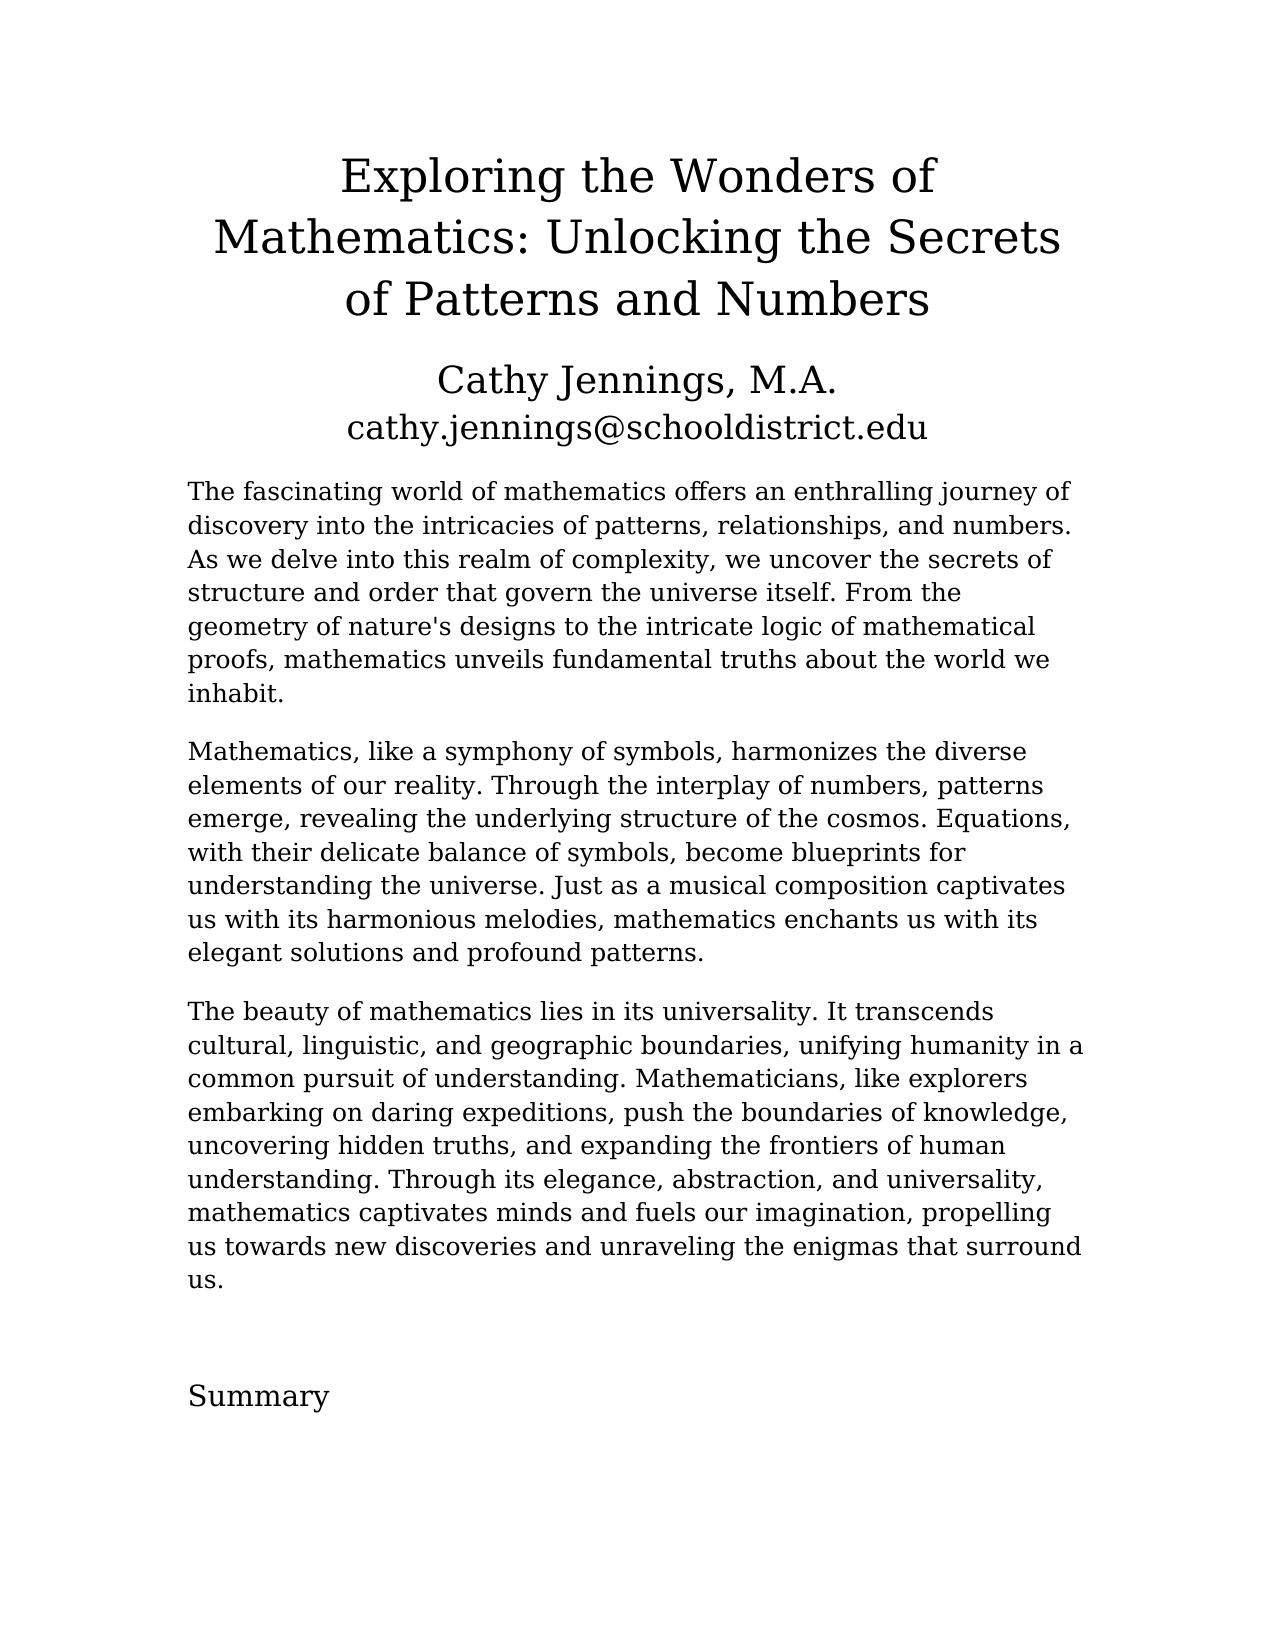 Exploring the Wonders of
Mathematics: Unlocking the Secrets
of Patterns and Numbers
Cathy Jennings, M.A.
cathy.jennings@schooldistrict.edu
The fascinating world of mathematics offers an enthralling journey of
discovery into the intricacies of patterns, relationships, and numbers.
As we delve into this realm of complexity, we uncover the secrets of
structure and order that govern the universe itself. From the
geometry of nature's designs to the intricate logic of mathematical
proofs, mathematics unveils fundamental truths about the world we
inhabit.
Mathematics, like a symphony of symbols, harmonizes the diverse
elements of our reality. Through the interplay of numbers, patterns
emerge, revealing the underlying structure of the cosmos. Equations,
with their delicate balance of symbols, become blueprints for
understanding the universe. Just as a musical composition captivates
us with its harmonious melodies, mathematics enchants us with its
elegant solutions and profound patterns.
The beauty of mathematics lies in its universality. It transcends
cultural, linguistic, and geographic boundaries, unifying humanity in a
common pursuit of understanding. Mathematicians, like explorers
embarking on daring expeditions, push the boundaries of knowledge,
uncovering hidden truths, and expanding the frontiers of human
understanding. Through its elegance, abstraction, and universality,
mathematics captivates minds and fuels our imagination, propelling
us towards new discoveries and unraveling the enigmas that surround
us.
Summary